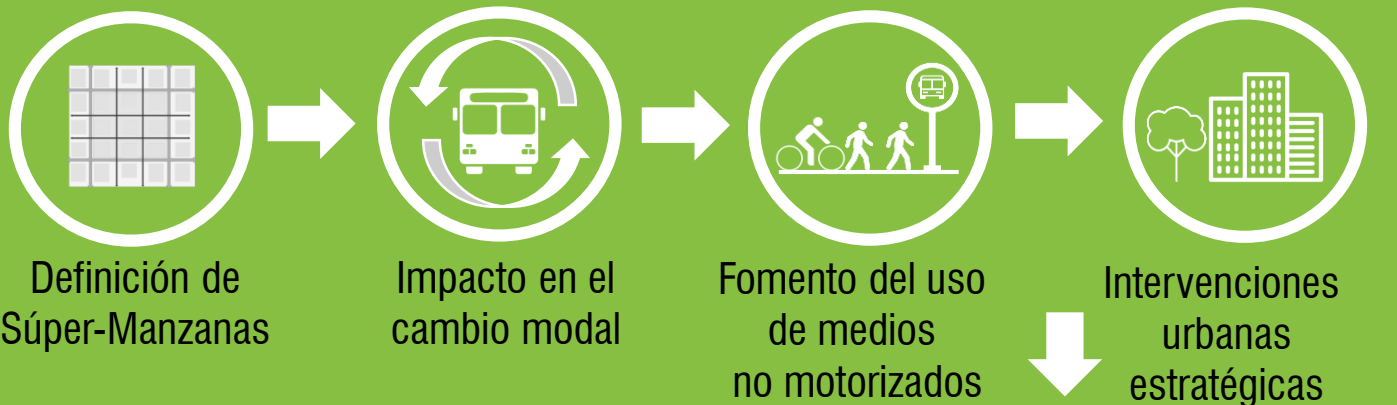 Definición de
Súper-Manzanas
Impacto en el
cambio modal
Fomento del uso
de medios
no motorizados
Intervenciones
urbanas
estratégicas